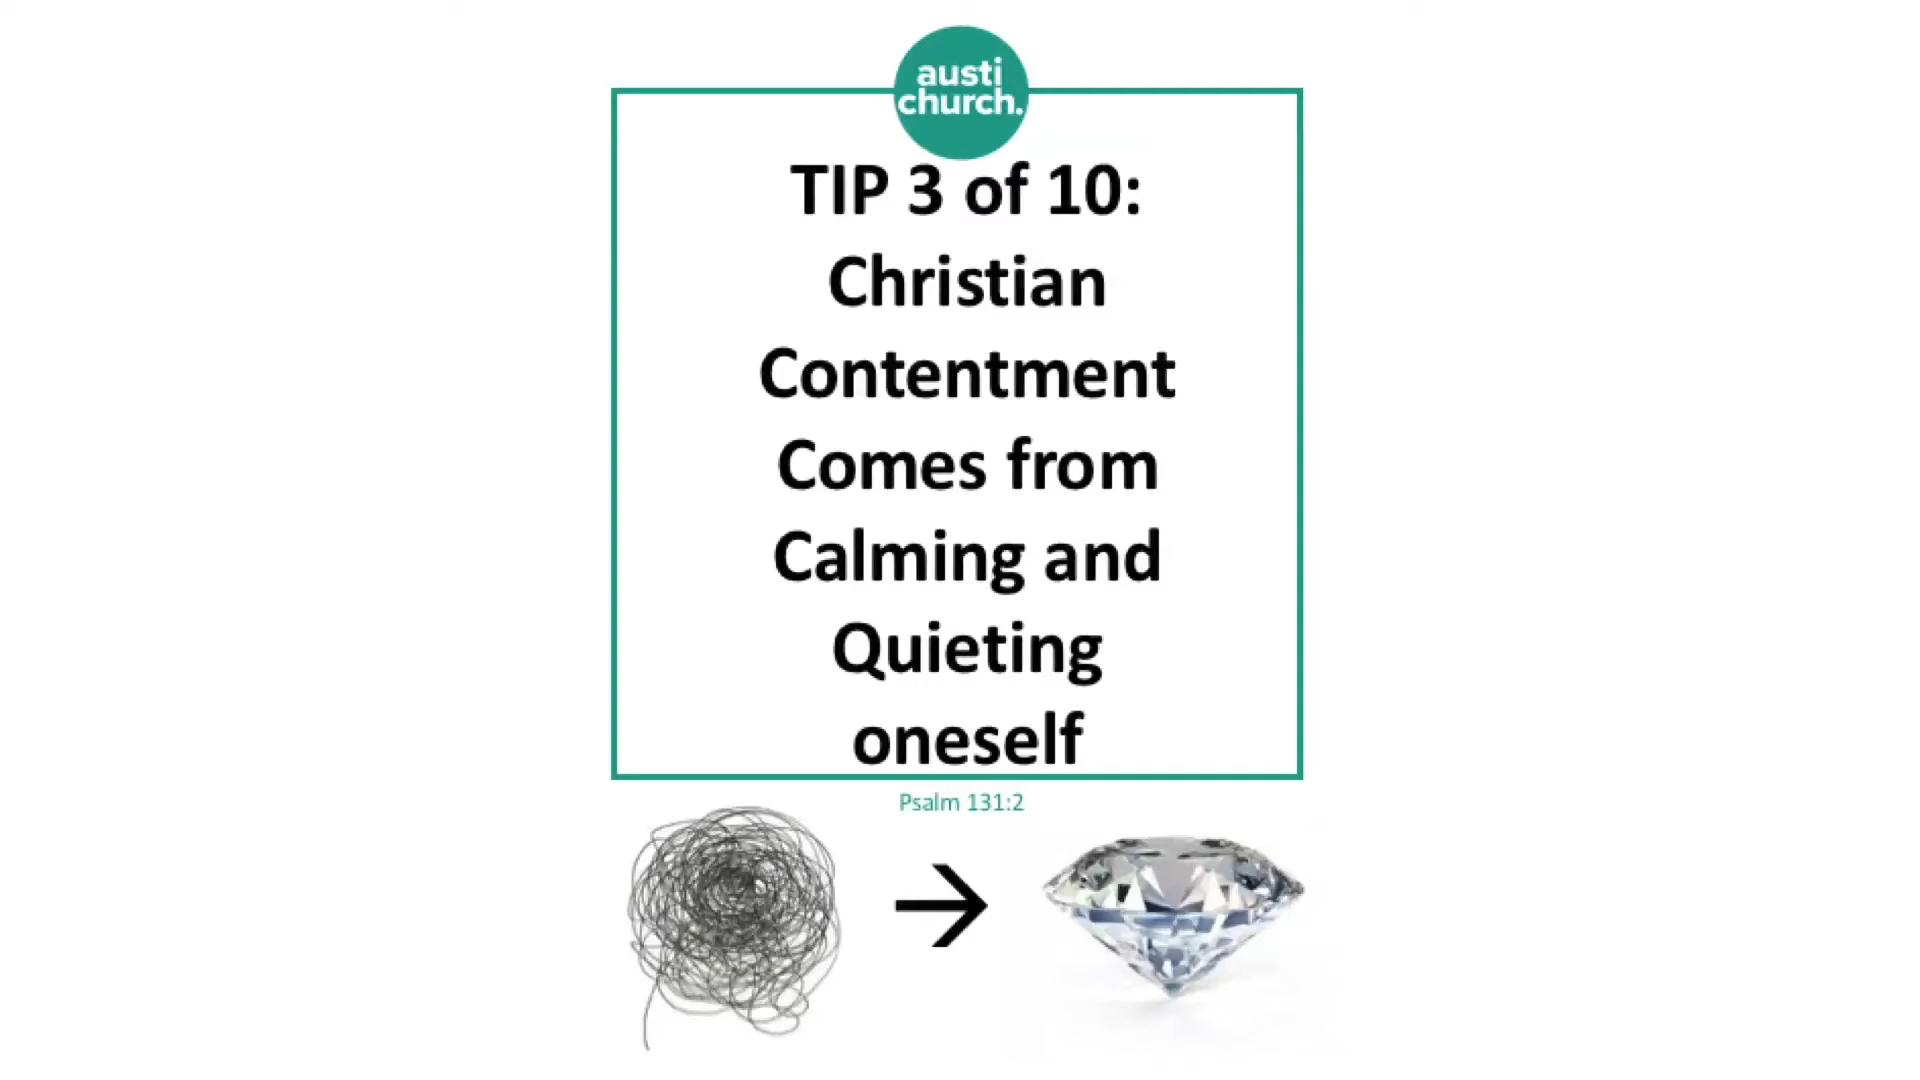 austi
church.
TIP 3 of 10:
Christian
Contentment
Comes from
Calming and
Quieting
oneself
Psalm 131:2